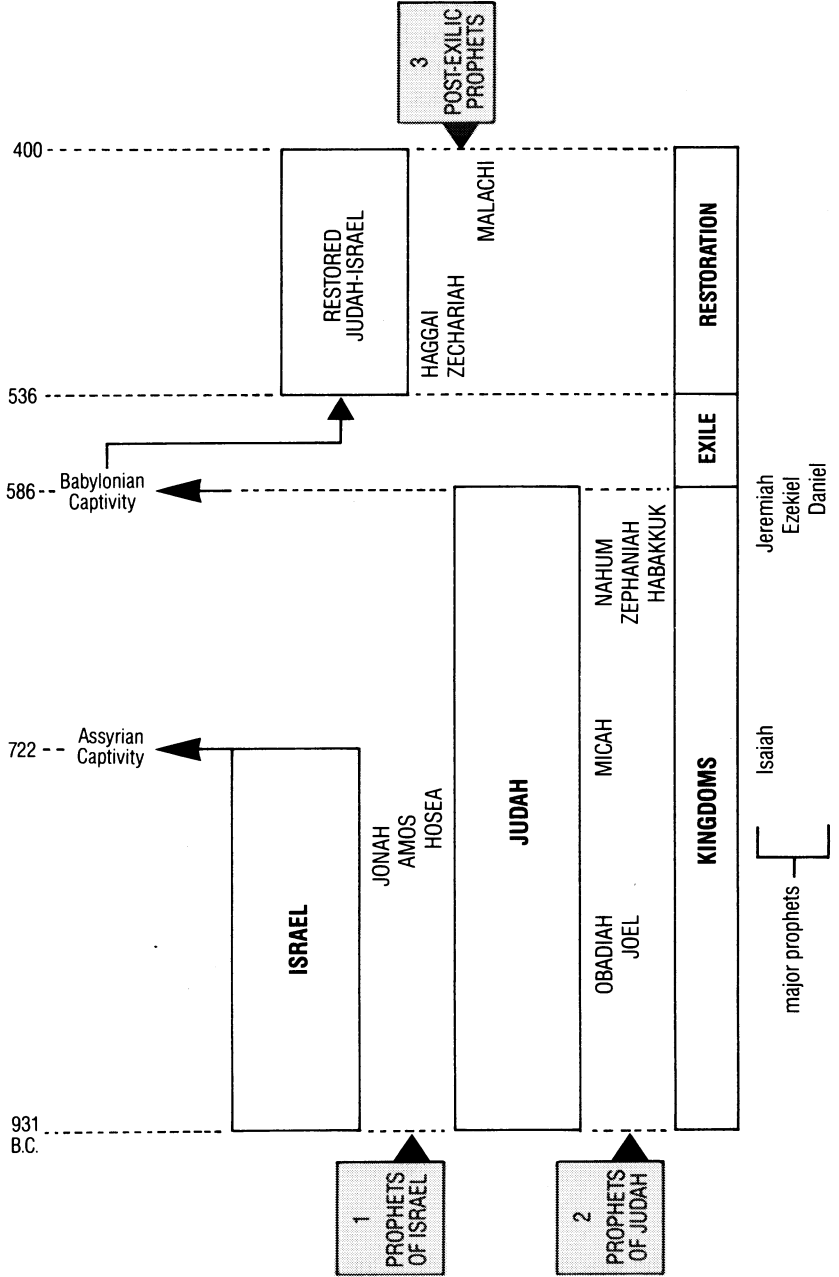 931
B.C.
722
586
536
400
Assyrian
Captivity
Babylonian
Captivity
ISRAEL
RESTORED
JUDAH-ISRAEL
1
PROPHETS
OF ISRAEL
JONAH
AMOS
HOSEA
HAGGAI
ZECHARIAH
MALACHI
3
POST-EXILIC
PROPHETS
JUDAH
2
PROPHETS
OF JUDAH
OBADIAH
JOEL
MICAH
NAHUM
ZEPHANIAH
HABAKKUK
KINGDOMS
EXILE
RESTORATION
major prophets
Isaiah
Jeremiah
Ezekiel
Daniel